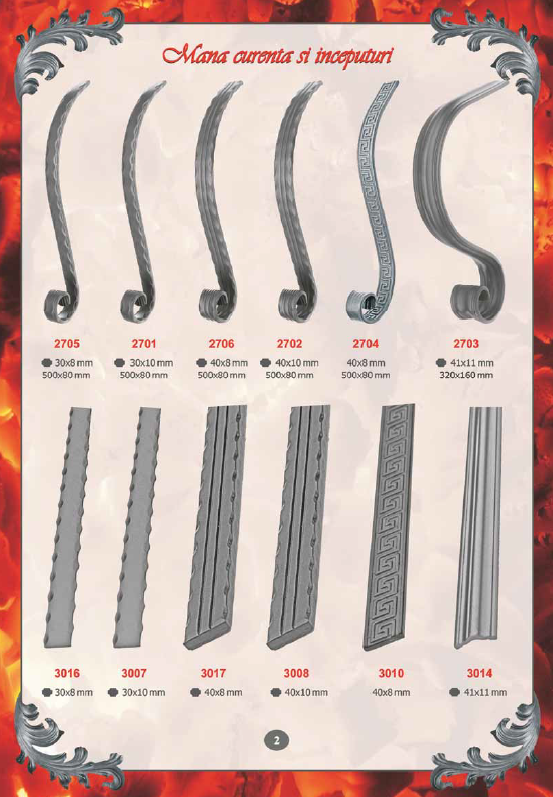 Mana curenta si inceputuri
2705 2701 2706 2702 2704 2703
30x8 mm 30x10 mm 40x8 mm 40x10 mm 40x8 mm 41x11 mm
500x80 mm 500x80 mm 500x80 mm 500x80 mm 500x80 mm 320x160 mm
3016 3007 3017 3008 3010 3014
30x8 mm 30x10 mm 40x8 mm 40x10 mm 40x8 mm 41x11 mm
2